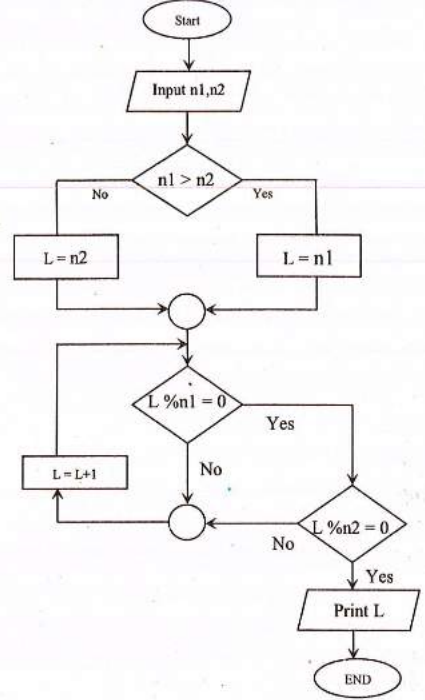 Start
Input n1,n2
n1 > n2
No
Yes
L = n2
L = n1
L %n1 = 0
Yes
No
L = L+1
L %n2 = 0
No
Yes
Print L
END